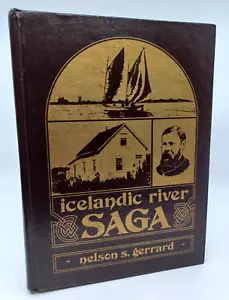 icelandic river
SAGA
- nelson s. gerrard -